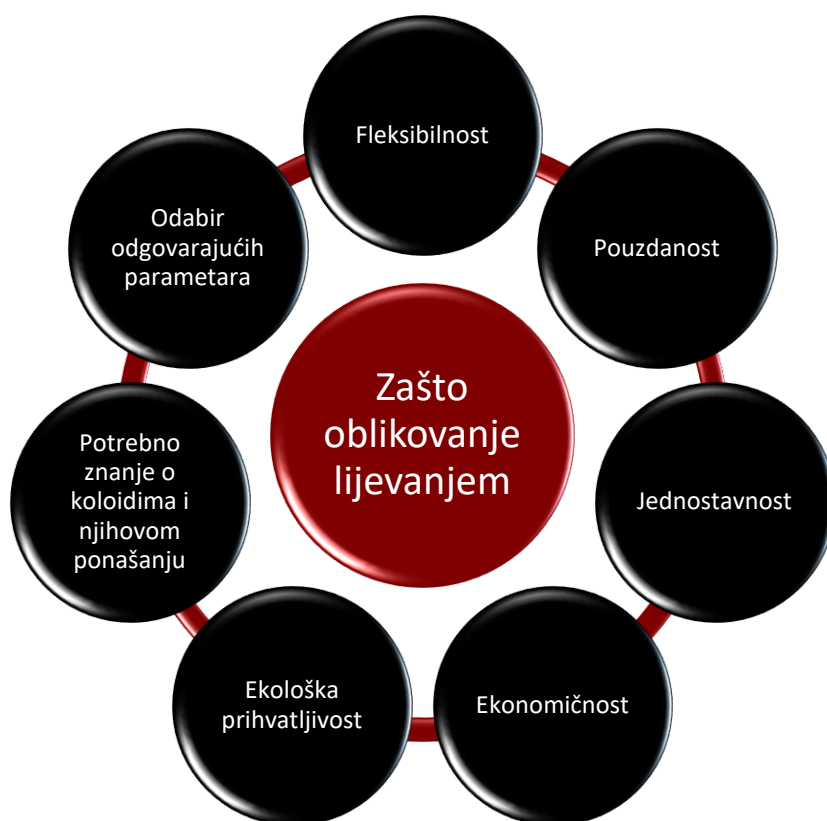 Fleksibilnost
Pouzdanost
Jednostavnost
Ekonomičnost
Ekološka
prihvatljivost
Potrebno
znanje o
koloidima i
njihovom
ponašanju
Odabir
odgovarajućih
parametara
Zašto
oblikovanje
lijevanjem